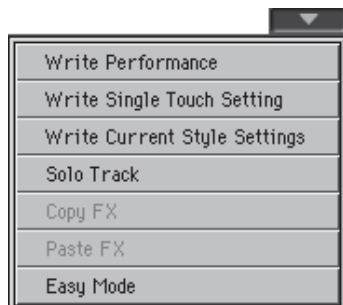 Write Performance
Write Single Touch Setting
Write Current Style Settings
Solo Track
Copy FX
Paste FX
Easy Mode